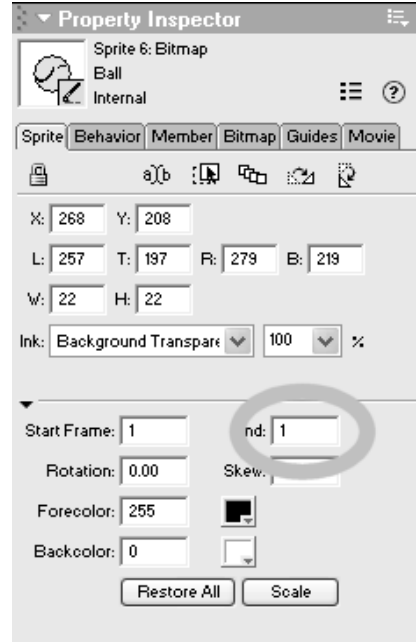 Property Inspector
Sprite 6: Bitmap
Ball
Internal
Sprite Behavior Member Bitmap Guides Movie
a)(b
X: 268 Y: 208
L: 257 T: 197 R: 279 B: 219
W: 22 H: 22
Ink: Background Transpare 100 %
Start Frame: 1 nd: 1
Rotation: 0.00 Skew:
Forecolor: 255
Backcolor: 0
Restore All Scale